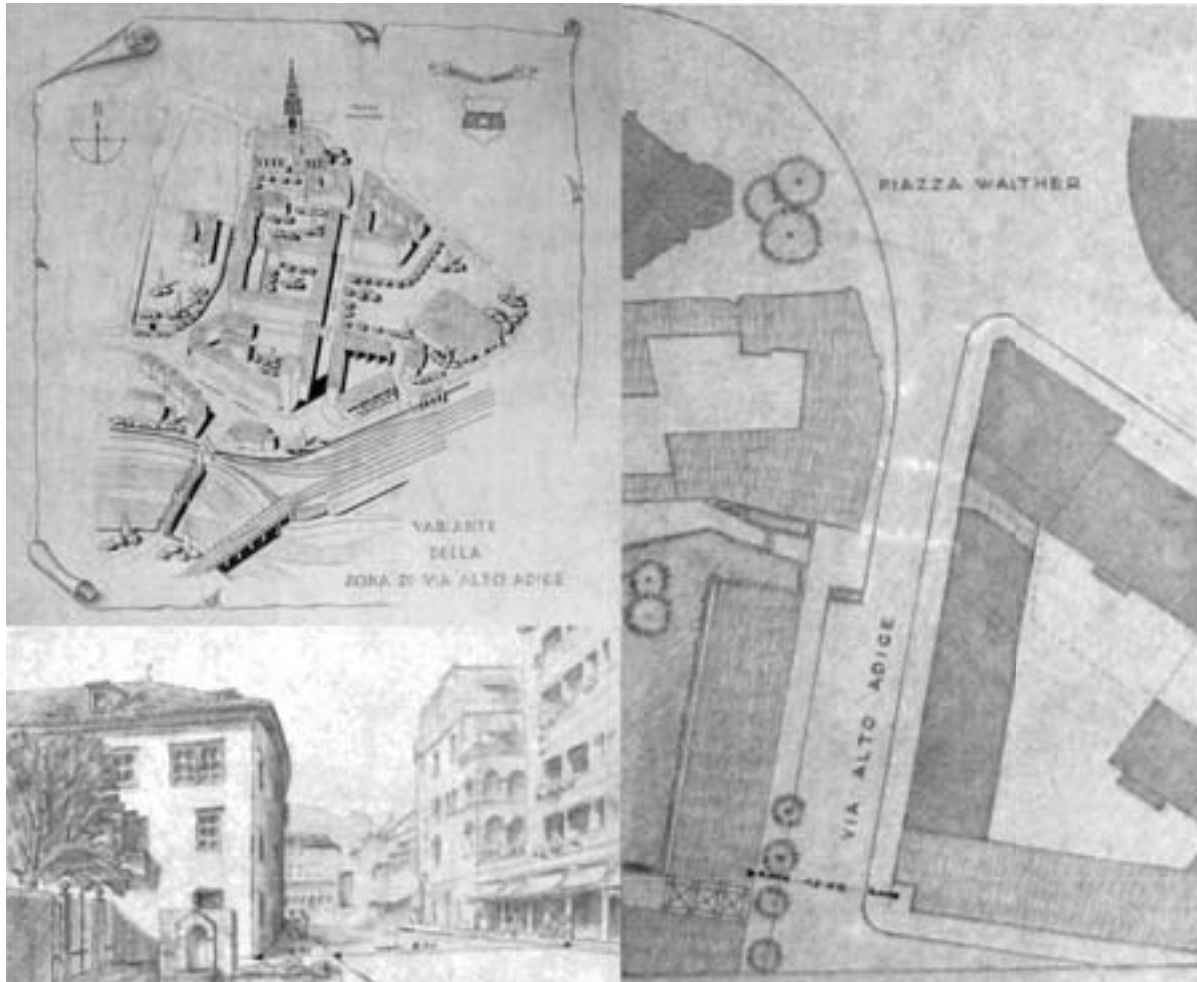 N
VARIANTE
DELLA
ZONA DI VIA ALTO ADIGE
PIAZZA WALTHER
VIA ALTO ADIGE